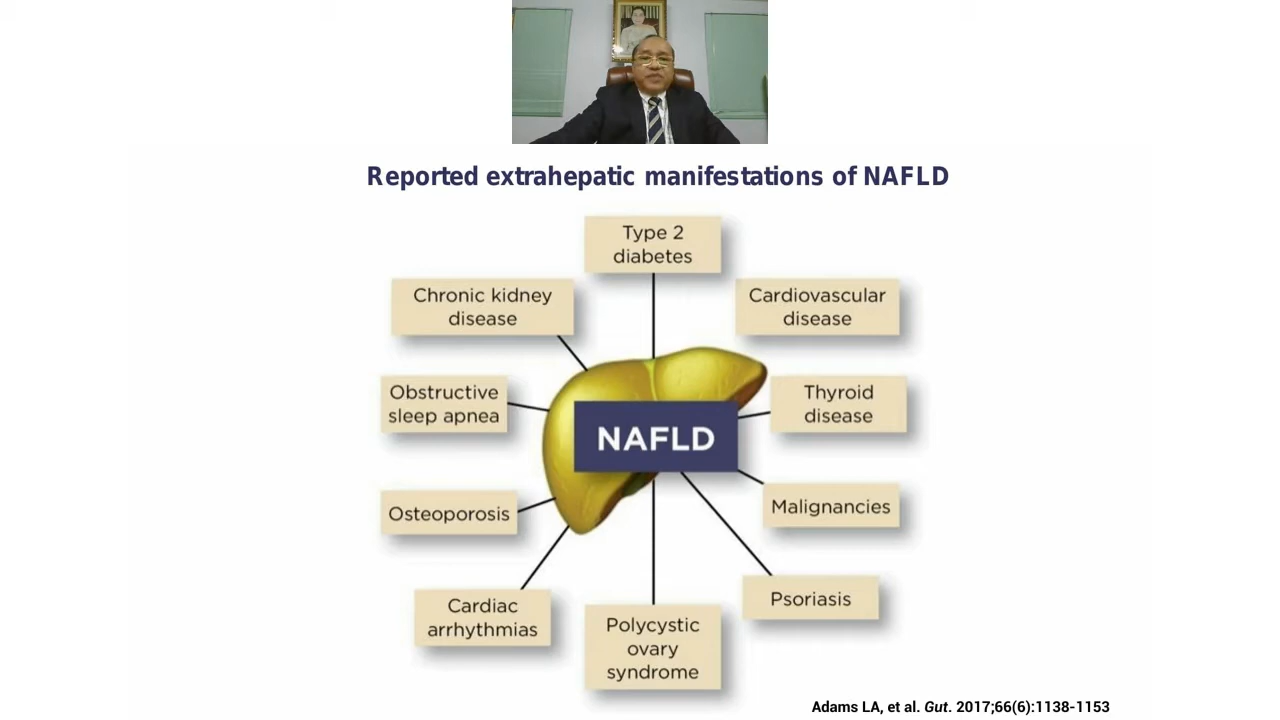 Reported extrahepatic manifestations of NAFLD
Type 2
diabetes
Chronic kidney
disease
Cardiovascular
disease
Obstructive
sleep apnea
Thyroid
disease
NAFLD
Osteoporosis
Malignancies
Cardiac
arrhythmias
Polycystic
ovary
syndrome
Psoriasis
Adams LA, et al. Gut. 2017;66(6):1138-1153